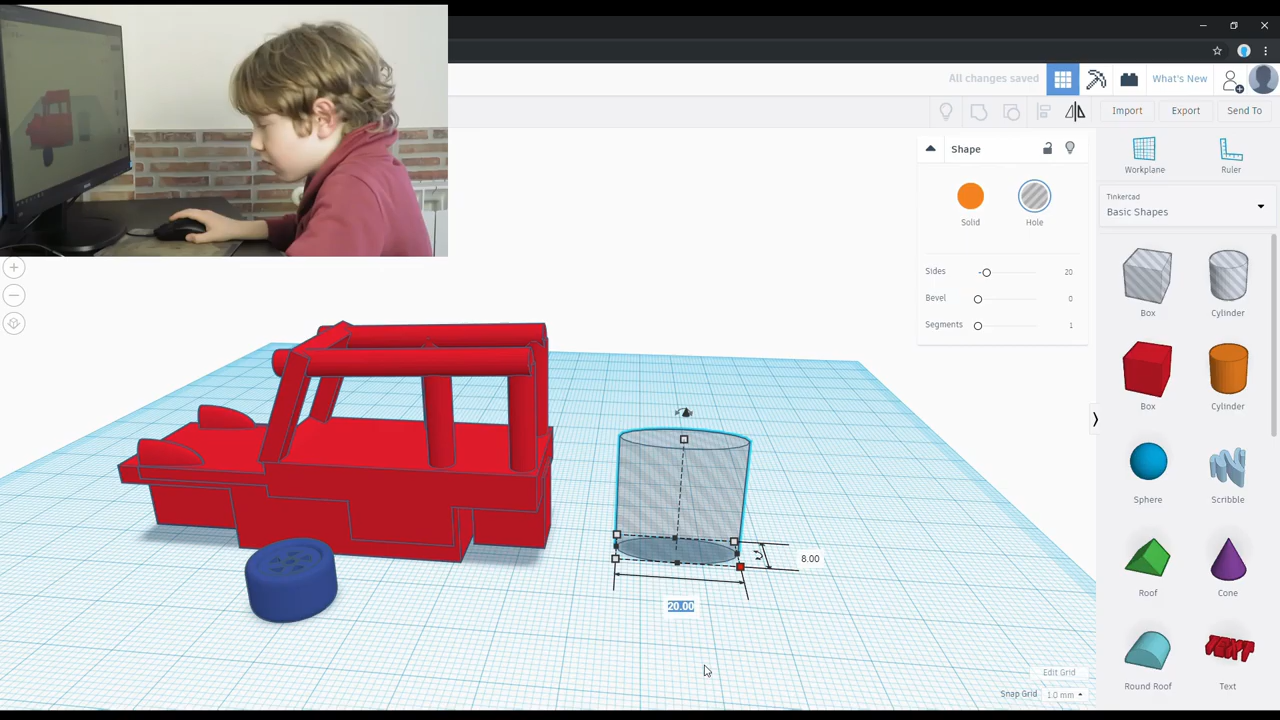 All changes saved
What's New
Import
Export
Send To
Shape
Solid
Hole
Sides
20
Bevel
0
Segments
1
Workplane
Ruler
Tinkercad
Basic Shapes
Box
Cylinder
Box
Cylinder
Sphere
Scribble
Roof
Cone
Round Roof
TEXT
Text
8.00
20.00
Edit Grid
Snap Grid
1.0 mm